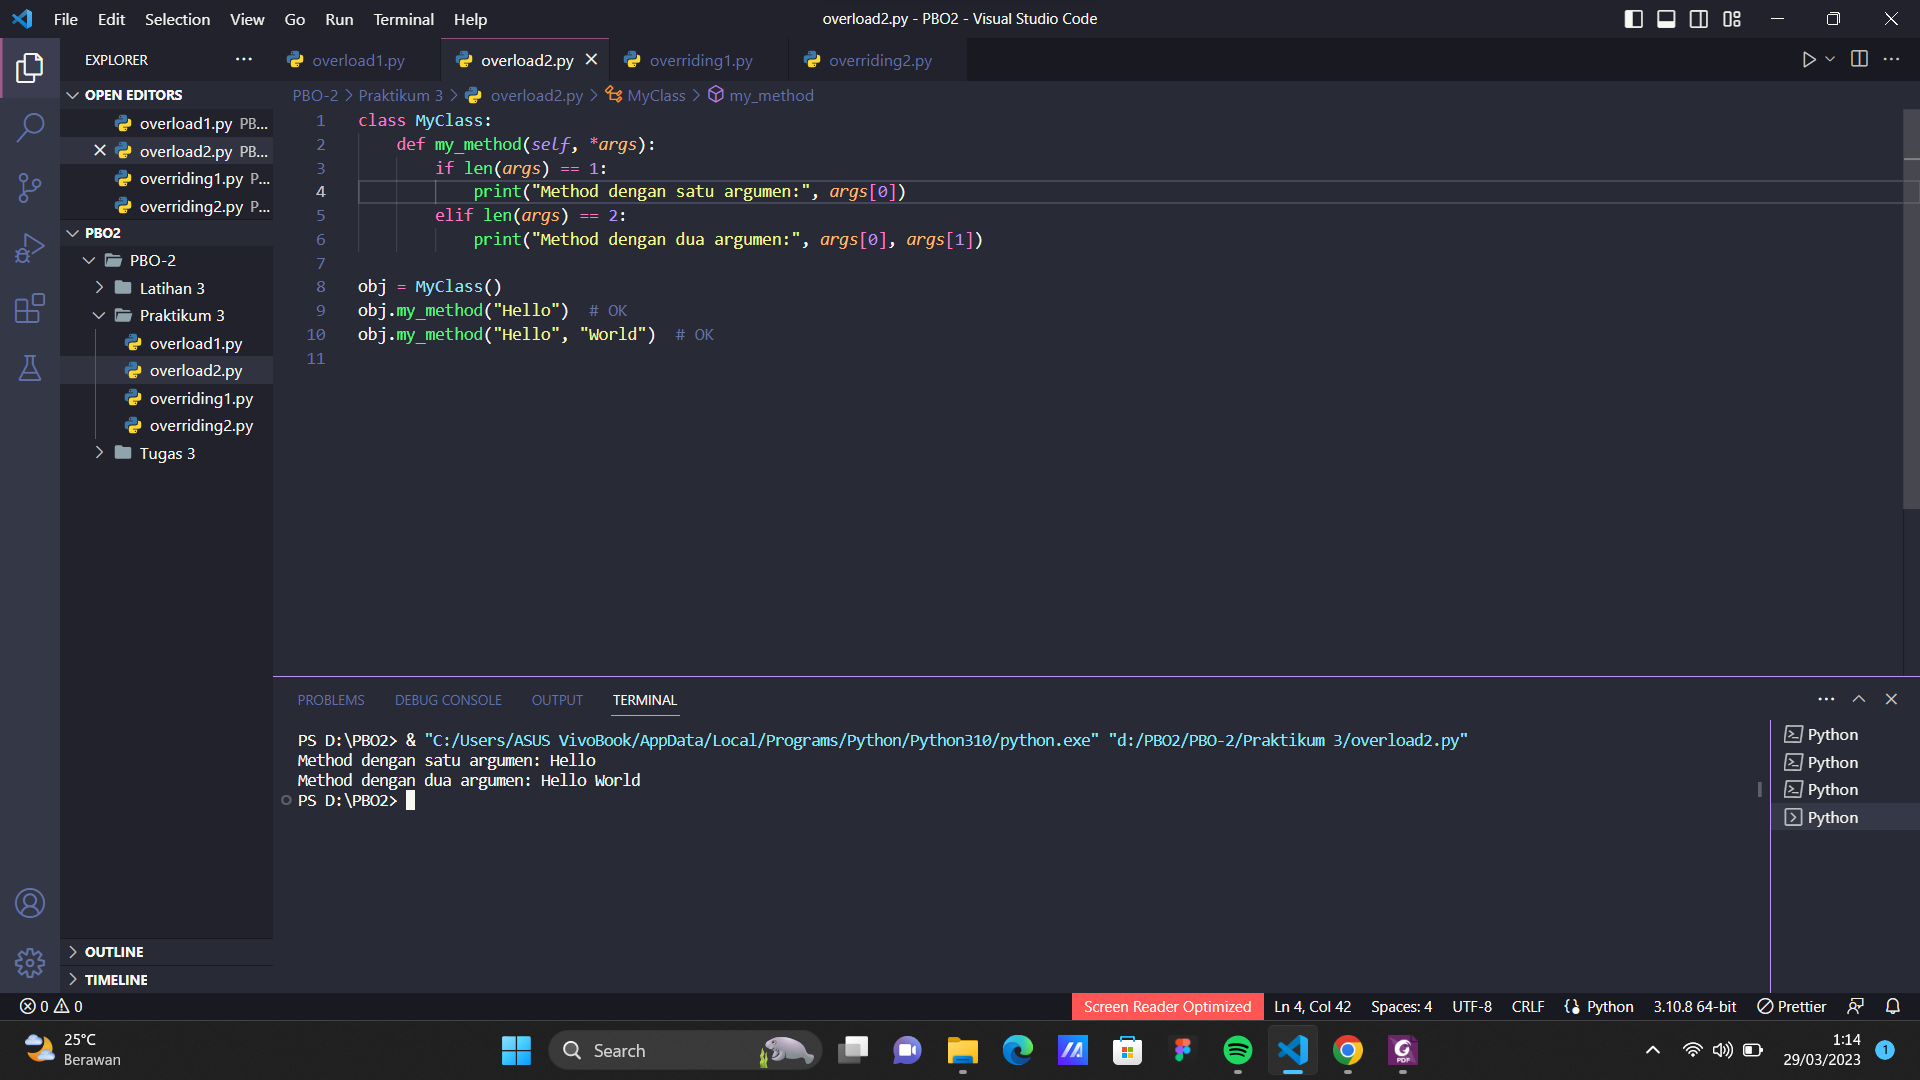 File Edit Selection View Go Run Terminal Help
overload2.py - PBO2 - Visual Studio Code
EXPLORER
overload1.py
overload2.py
overriding1.py
overriding2.py
OPEN EDITORS
overload1.py PB...
overload2.py PB...
overriding1.py P...
overriding2.py P...
PBO2
PBO-2
Latihan 3
Praktikum 3
overload1.py
overload2.py
overriding1.py
overriding2.py
Tugas 3
OUTLINE
TIMELINE
PBO-2 > Praktikum 3 > overload2.py > MyClass > my_method
1 class MyClass:
2     def my_method(self, *args):
3         if len(args) == 1:
4             print("Method dengan satu argumen:", args[0])
5         elif len(args) == 2:
6             print("Method dengan dua argumen:", args[0], args[1])
7
8 obj = MyClass()
9 obj.my_method("Hello")  # OK
10 obj.my_method("Hello", "World")  # OK
11
PROBLEMS DEBUG CONSOLE OUTPUT TERMINAL
PS D:\PBO2> & "C:/Users/ASUS VivoBook/AppData/Local/Programs/Python/Python310/python.exe" "d:/PBO2/PBO-2/Praktikum 3/overload2.py"
Method dengan satu argumen: Hello
Method dengan dua argumen: Hello World
PS D:\PBO2>
Python
Python
Python
Python
0 0
Screen Reader Optimized Ln 4, Col 42 Spaces: 4 UTF-8 CRLF Python 3.10.8 64-bit Prettier
25°C
Berawan
Search
PDF
1:14
29/03/2023
1